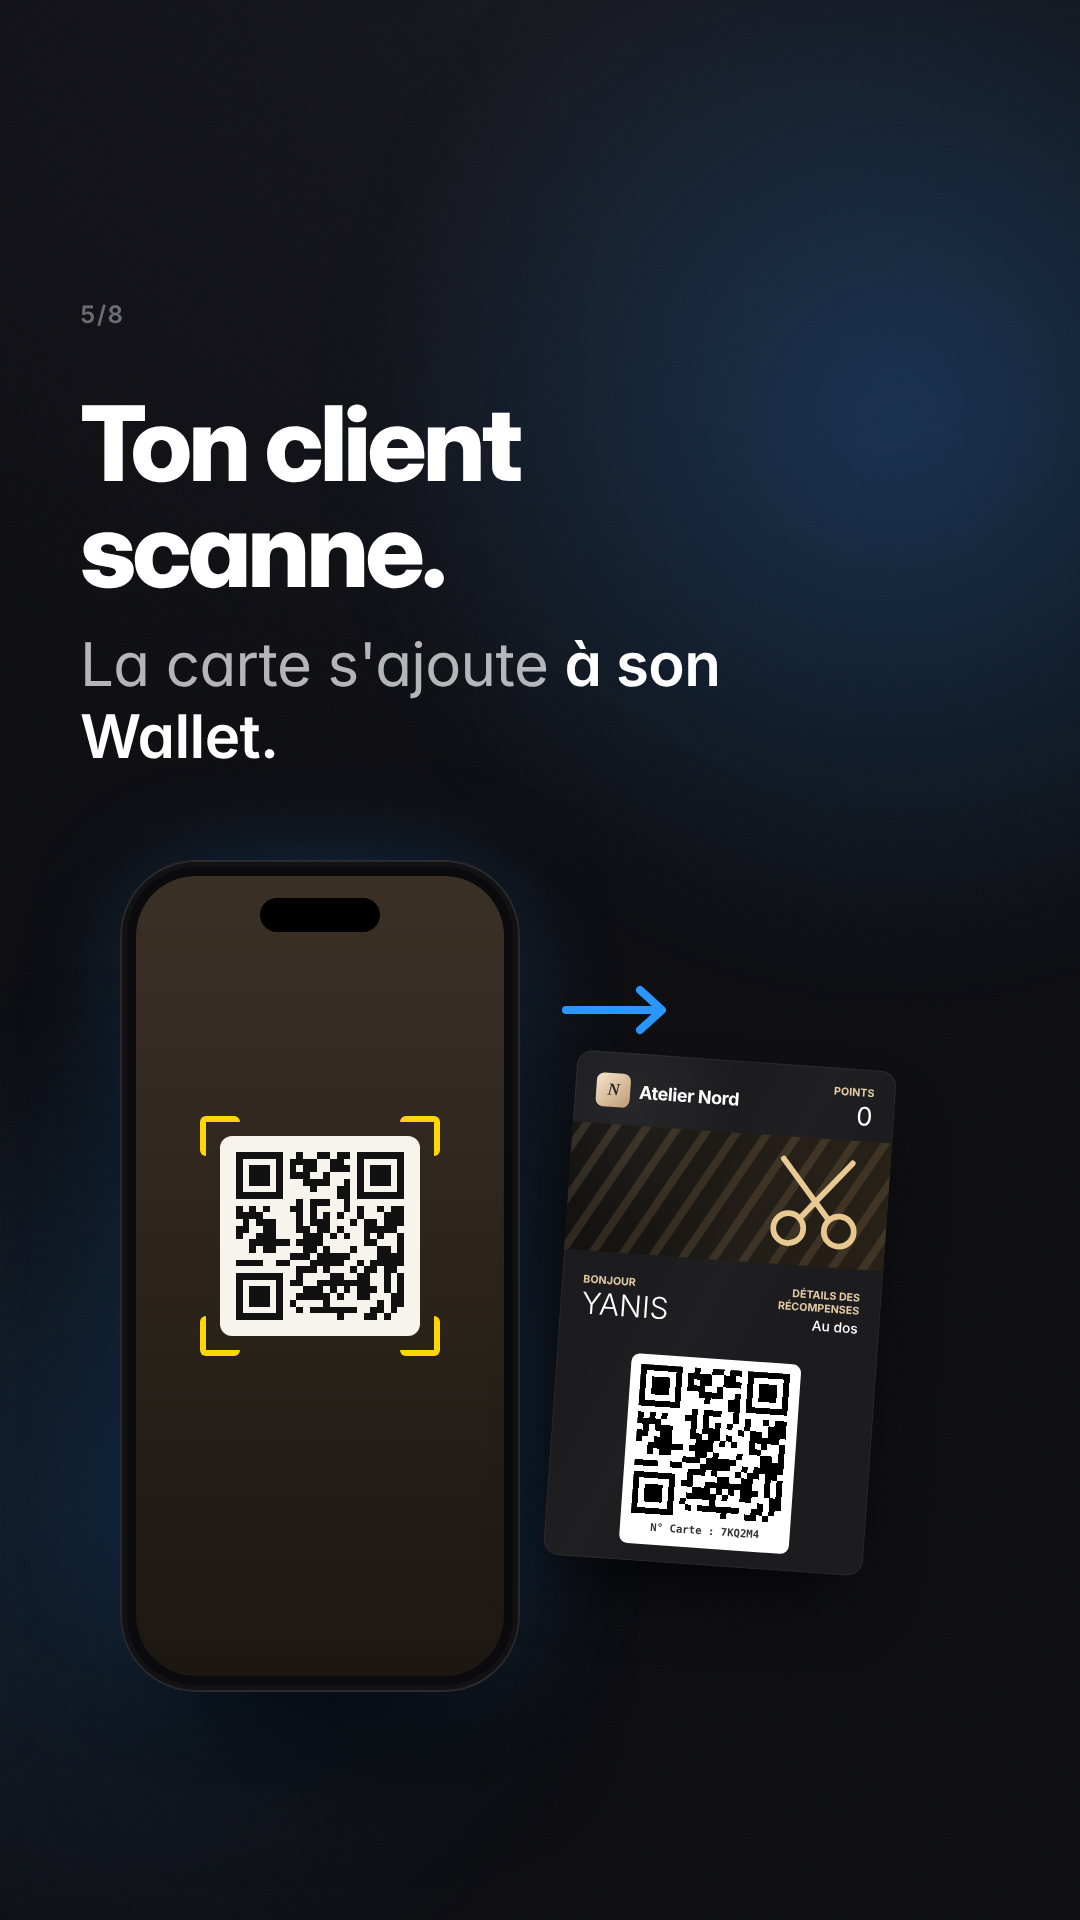 5/8
Ton client
scanne.
La carte s'ajoute à son
Wallet.
N
Atelier Nord
POINTS
0
BONJOUR
YANIS
DÉTAILS DES
RÉCOMPENSES
Au dos
N° Carte : 7KQ2M4